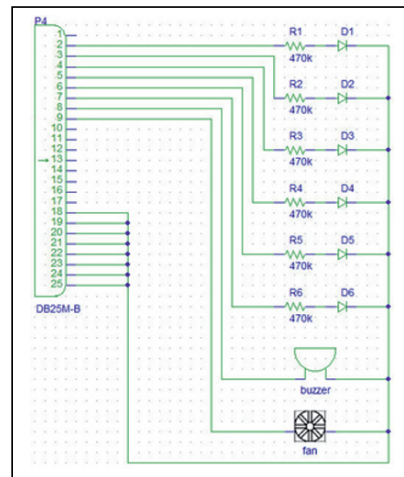 P4
1
2
3
4
5
6
7
8
9
10
11
12
13
14
15
16
17
18
19
20
21
22
23
24
25
DB25M-B
R1 D1
470k
R2 D2
470k
R3 D3
470k
R4 D4
470k
R5 D5
470k
R6 D6
470k
buzzer
fan